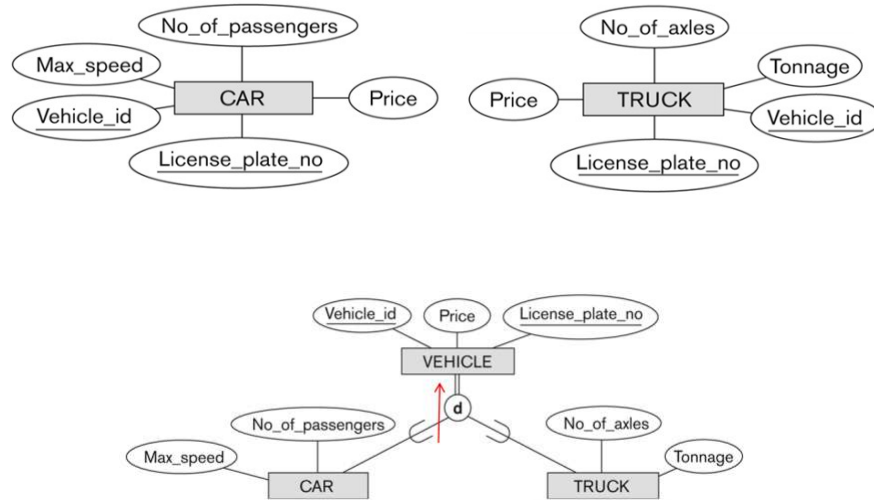 No_of_passengers
Max_speed
CAR
Price
Vehicle_id
License_plate_no
No_of_axles
Tonnage
Price
TRUCK
Vehicle_id
License_plate_no
Vehicle_id
Price
License_plate_no
VEHICLE
d
No_of_passengers
Max_speed
CAR
No_of_axles
Tonnage
TRUCK